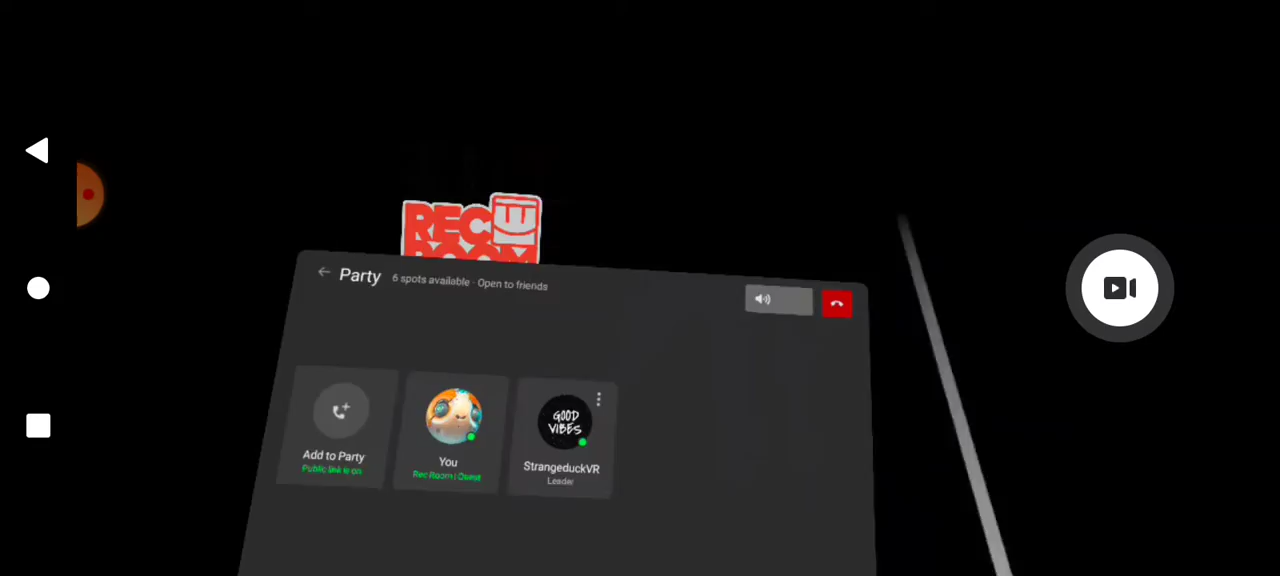 REC
ROOM
Party
6 spots available · Open to friends
GOOD
VIBES
Add to Party
Public link is on
You
Rec Room | Quest
StrangeduckVR
Leader